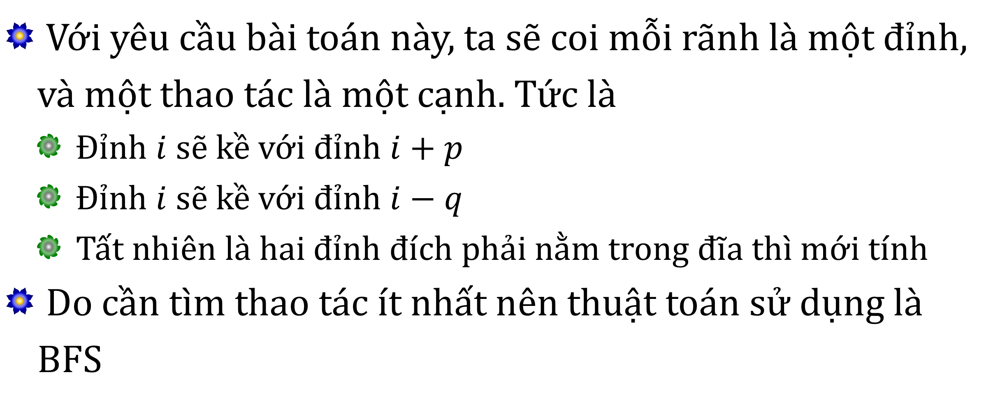 Với yêu cầu bài toán này, ta sẽ coi mỗi rãnh là một đỉnh,
và một thao tác là một cạnh. Tức là
Đỉnh i sẽ kề với đỉnh i + p
Đỉnh i sẽ kề với đỉnh i − q
Tất nhiên là hai đỉnh đích phải nằm trong đĩa thì mới tính
Do cần tìm thao tác ít nhất nên thuật toán sử dụng là
BFS